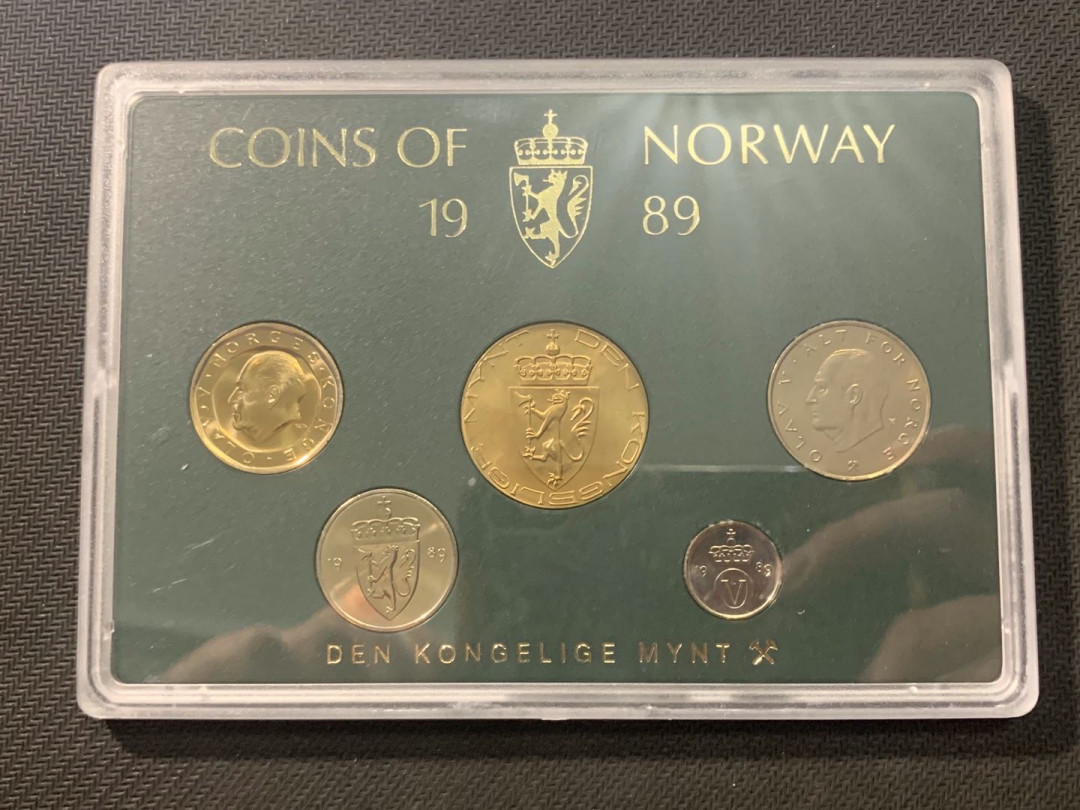 COINS OF NORWAY
19 89
OLAV·V·NORGES·KONGE
DEN KONGELIGE MYNT
OLAV V ALT FOR NORGE
19 89
19 89
V
DEN KONGELIGE MYNT